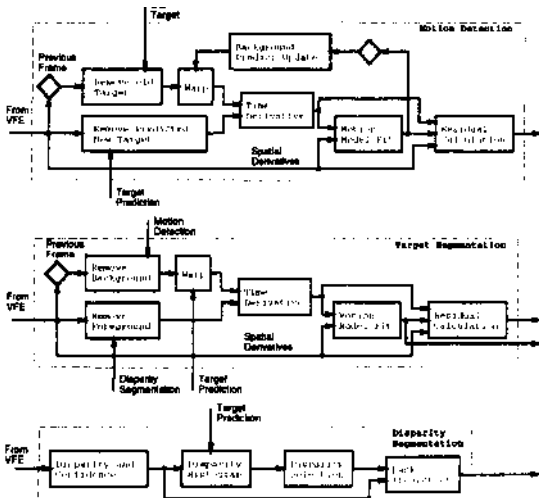 Target
Motion Detection
Previous
Frame
Background
Product Update
Remove Old
Target
Warp
From
VFE
Time
Derivative
Remove Predicted
New Target
Motion
Model Fit
Residual
Calculation
Spatial
Derivatives
Target
Prediction
Motion
Detection
Target Segmentation
Previous
Frame
Remove
Background
Warp
Time
Derivative
From
VFE
Remove
Foreground
Motion
Model Fit
Residual
Calculation
Spatial
Derivatives
Disparity
Segmentation
Target
Prediction
Target
Prediction
Disparity
Segmentation
From
VFE
Disparity and
Confidence
Disparity
Disparity
Selection